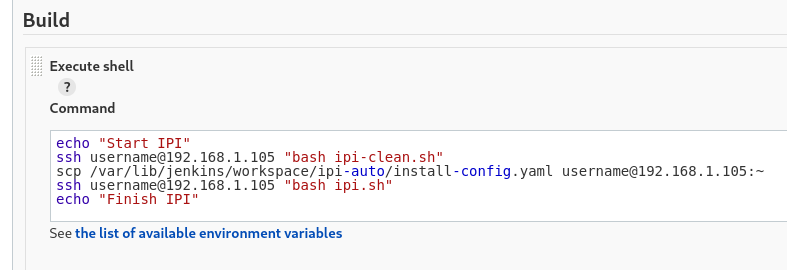 Build
Execute shell
?
Command
echo "Start IPI"
ssh username@192.168.1.105 "bash ipi-clean.sh"
scp /var/lib/jenkins/workspace/ipi-auto/install-config.yaml username@192.168.1.105:~
ssh username@192.168.1.105 "bash ipi.sh"
echo "Finish IPI"
See the list of available environment variables